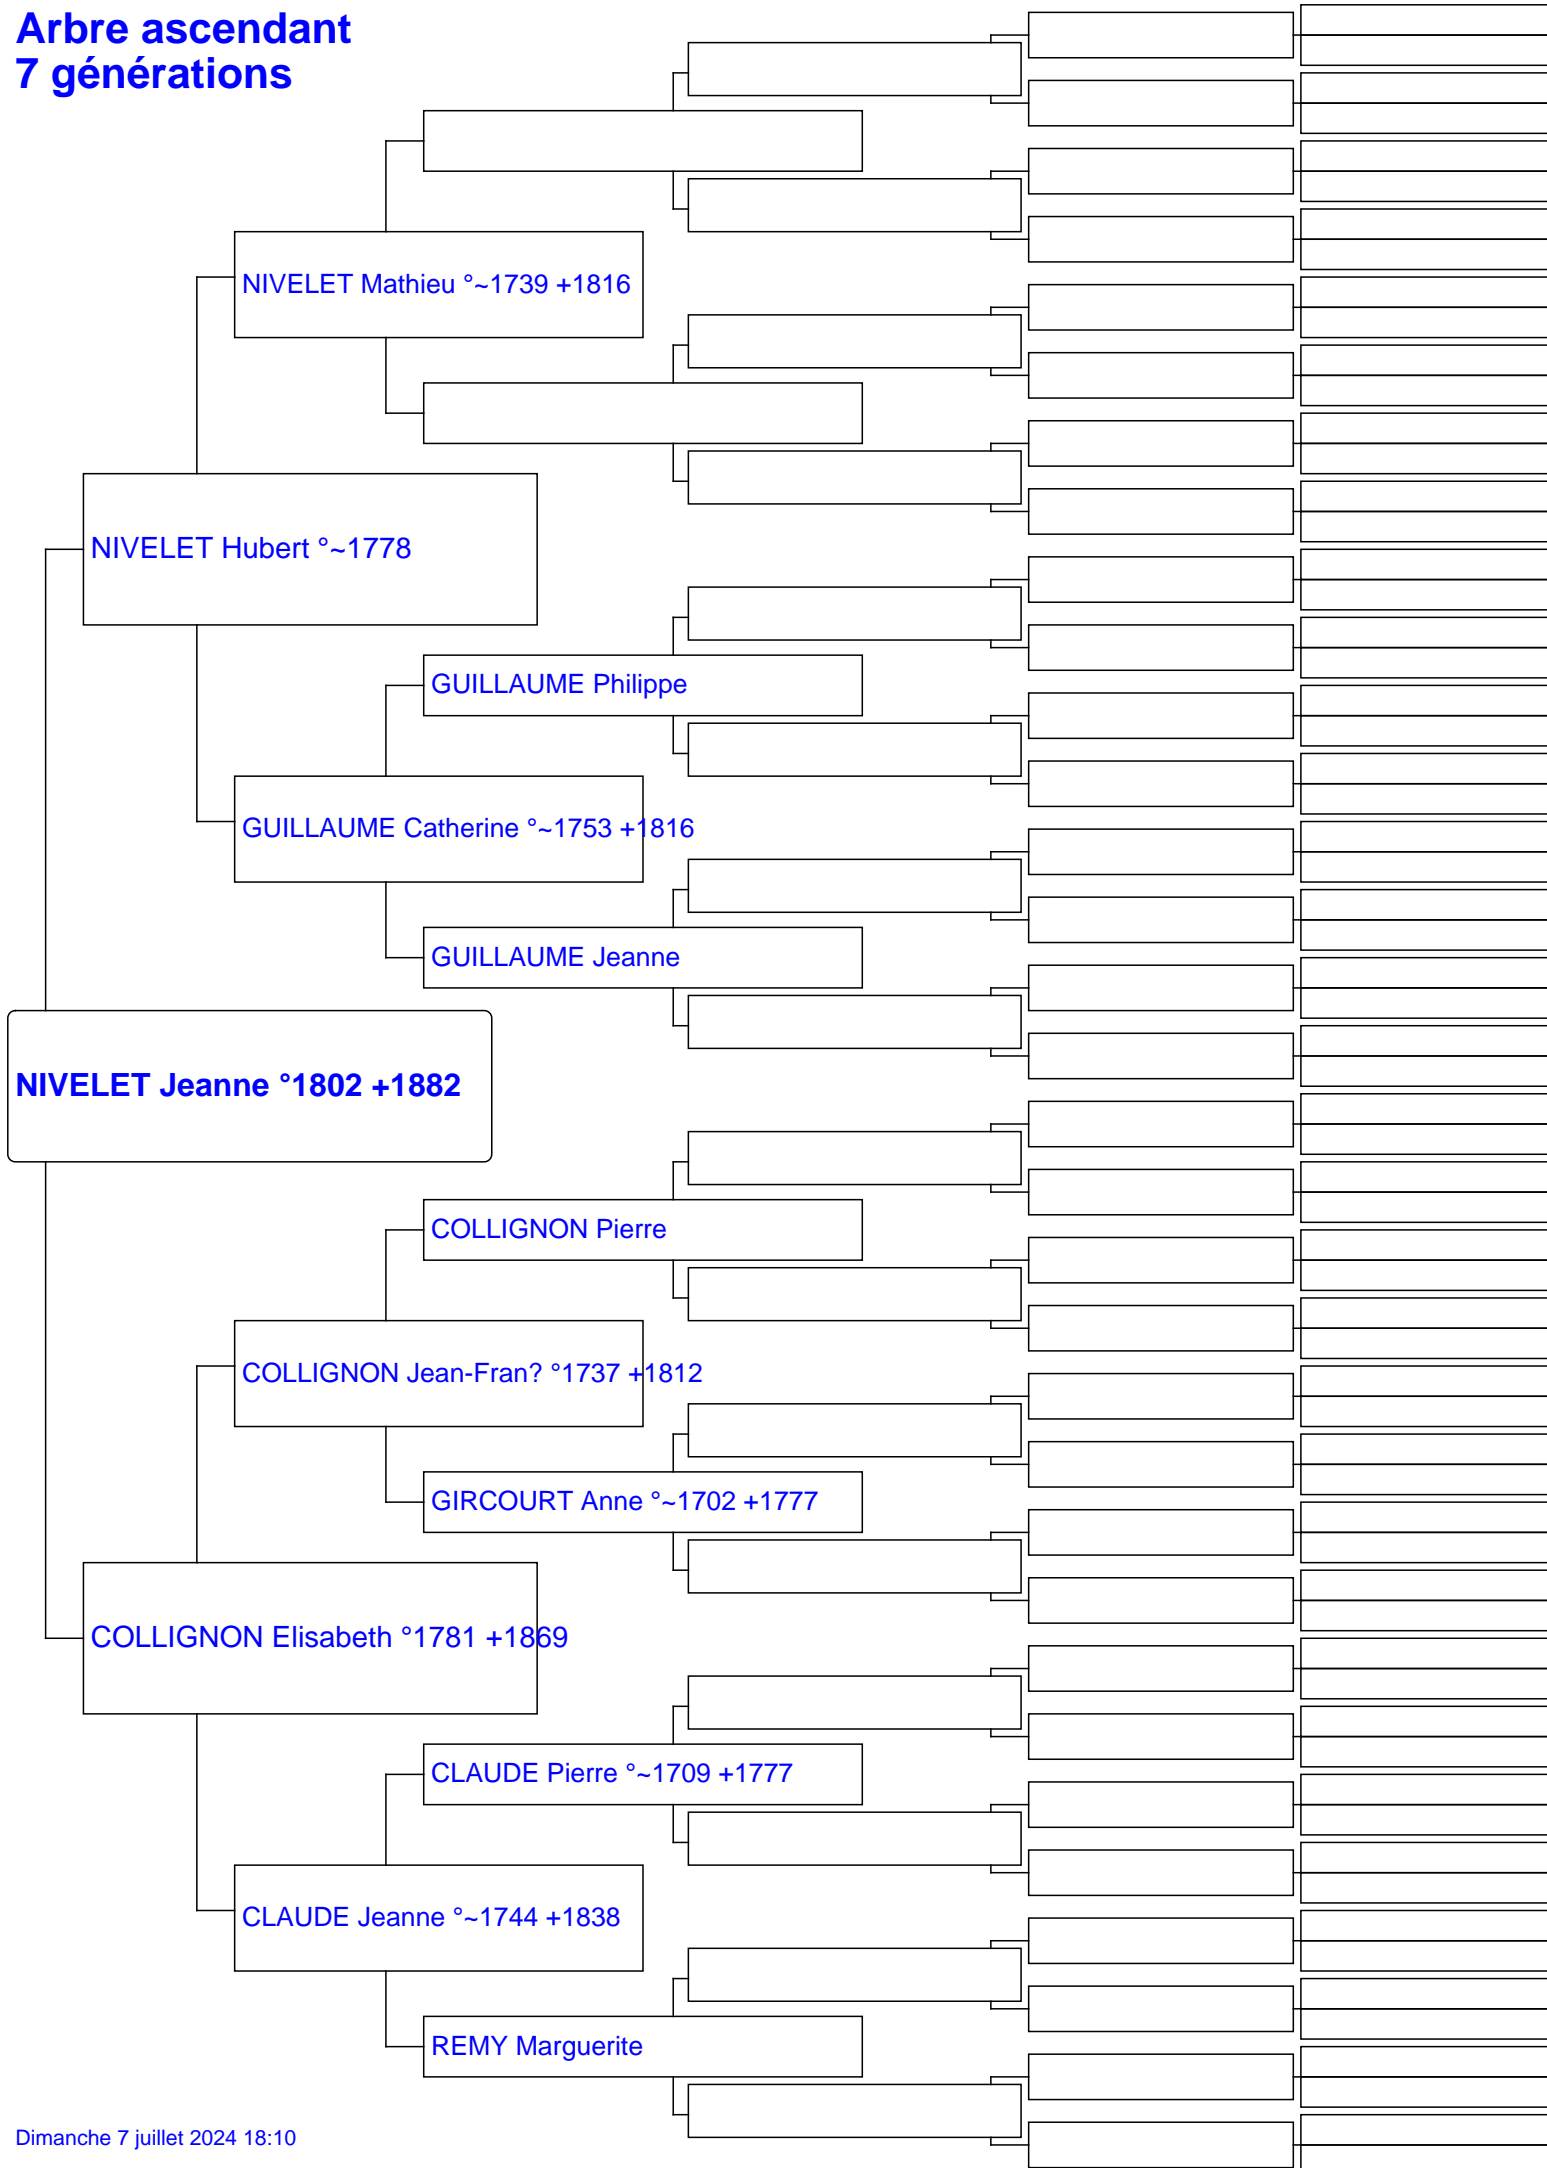 Arbre ascendant
7 générations
NIVELET Mathieu °~1739 +1816
NIVELET Hubert °~1778
GUILLAUME Philippe
GUILLAUME Catherine °~1753 +1816
GUILLAUME Jeanne
NIVELET Jeanne °1802 +1882
COLLIGNON Pierre
COLLIGNON Jean-Fran? °1737 +1812
GIRCOURT Anne °~1702 +1777
COLLIGNON Elisabeth °1781 +1869
CLAUDE Pierre °~1709 +1777
CLAUDE Jeanne °~1744 +1838
REMY Marguerite
Dimanche 7 juillet 2024 18:10